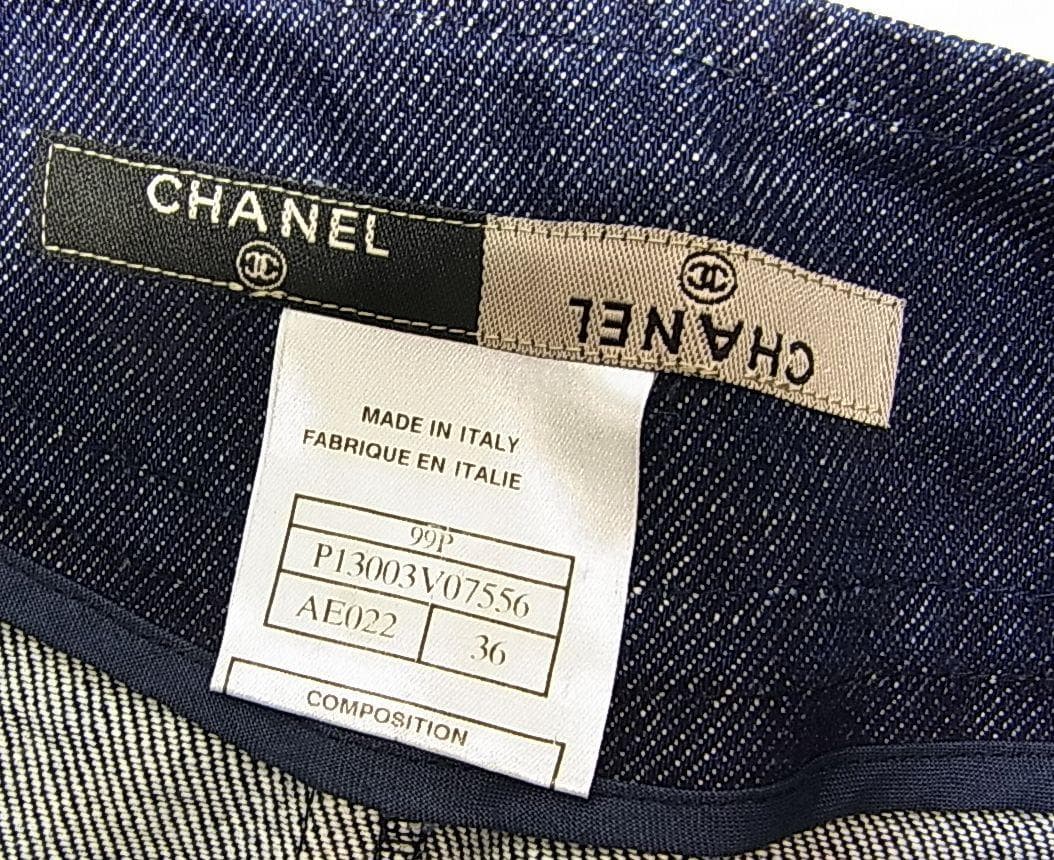 CHANEL
CHANEL
MADE IN ITALY
FABRIQUE EN ITALIE
99P
P13003V07556
AE022 36
COMPOSITION